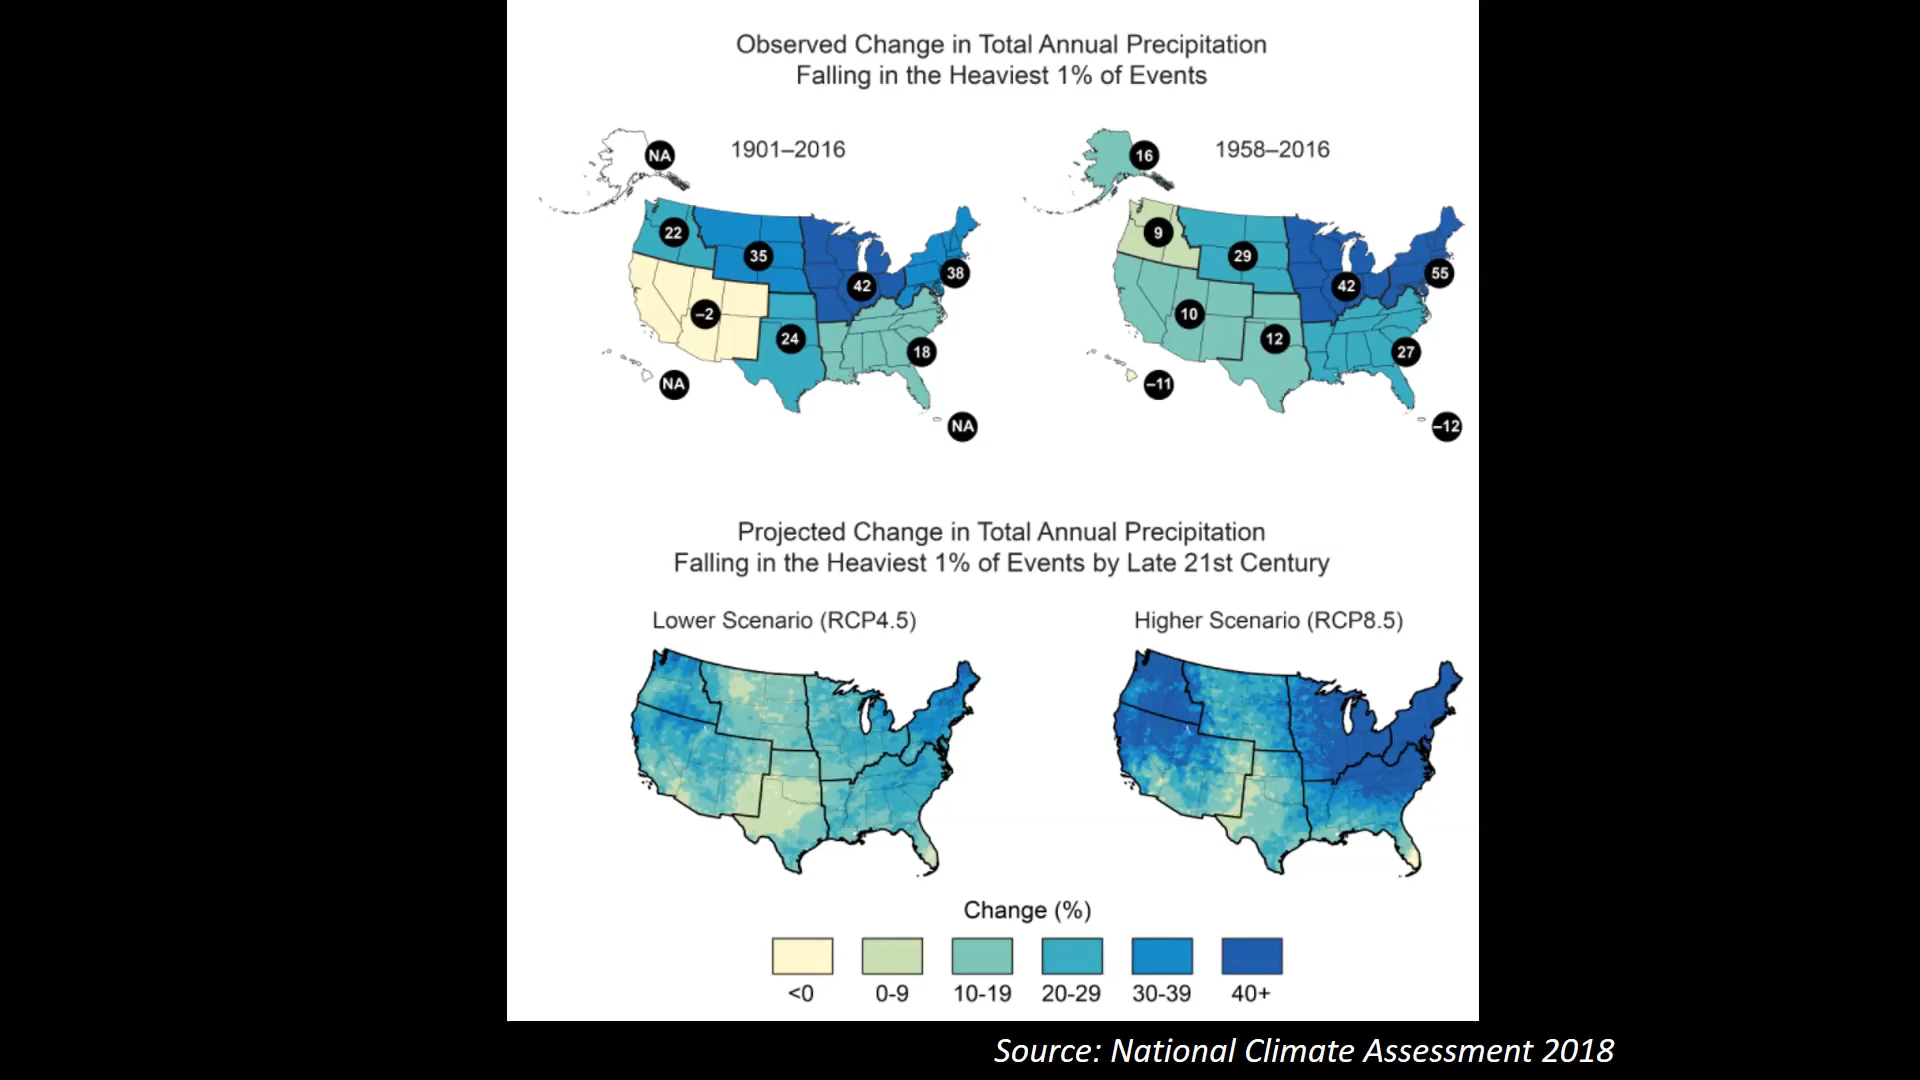 Observed Change in Total Annual Precipitation
Falling in the Heaviest 1% of Events
1901–2016
NA
22
35
38
42
–2
24
18
NA
NA
1958–2016
16
9
29
55
42
10
12
27
–11
–12
Projected Change in Total Annual Precipitation
Falling in the Heaviest 1% of Events by Late 21st Century
Lower Scenario (RCP4.5)
Higher Scenario (RCP8.5)
Change (%)
<0
0-9
10-19
20-29
30-39
40+
Source: National Climate Assessment 2018